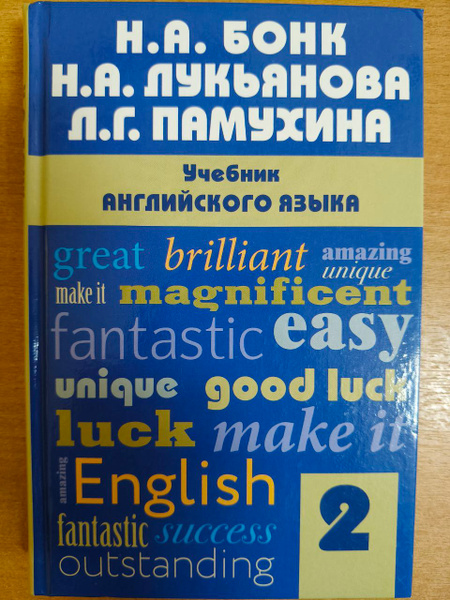 Н.А. БОНК
Н.А. ЛУКЬЯНОВА
Л.Г. ПАМУХИНА
Учебник
АНГЛИЙСКОГО ЯЗЫКА
great brilliant amazing
unique
make it magnificent
fantastic easy
unique good luck
luck make it
amazing English
fantastic success
outstanding
2